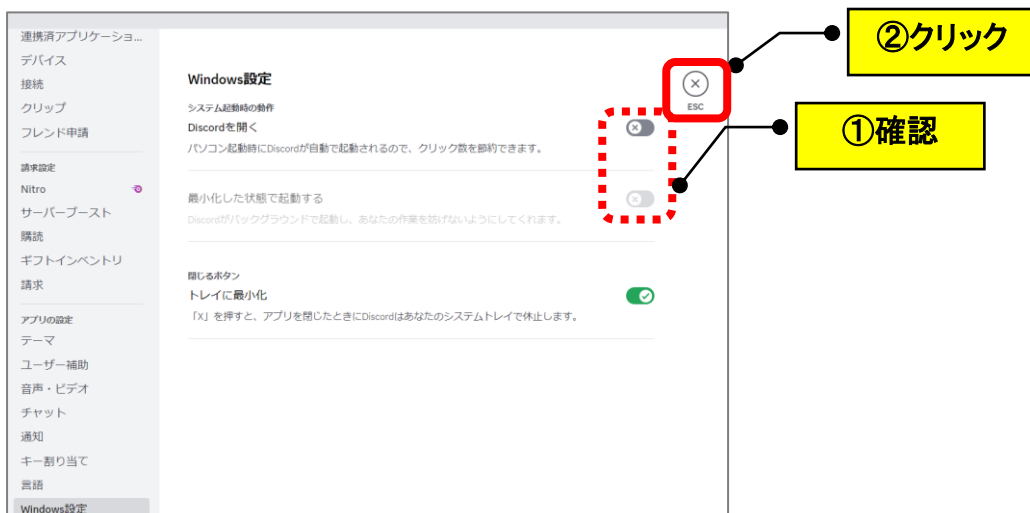 連携済アプリケーショ...
デバイス
接続
クリップ
フレンド申請
請求設定
Nitro
サーバーブースト
購読
ギフトインベントリ
請求
アプリの設定
テーマ
ユーザー補助
音声・ビデオ
チャット
通知
キー割り当て
言語
Windows設定
Windows設定
システム起動時の動作
Discordを開く
パソコン起動時にDiscordが自動で起動されるので、クリック数を節約できます。
最小化した状態で起動する
Discordがバックグラウンドで起動し、あなたの作業を妨げないようにしてくれます。
閉じるボタン
トレイに最小化
「X」を押すと、アプリを閉じたときにDiscordはあなたのシステムトレイで休止します。
ESC
②クリック
①確認